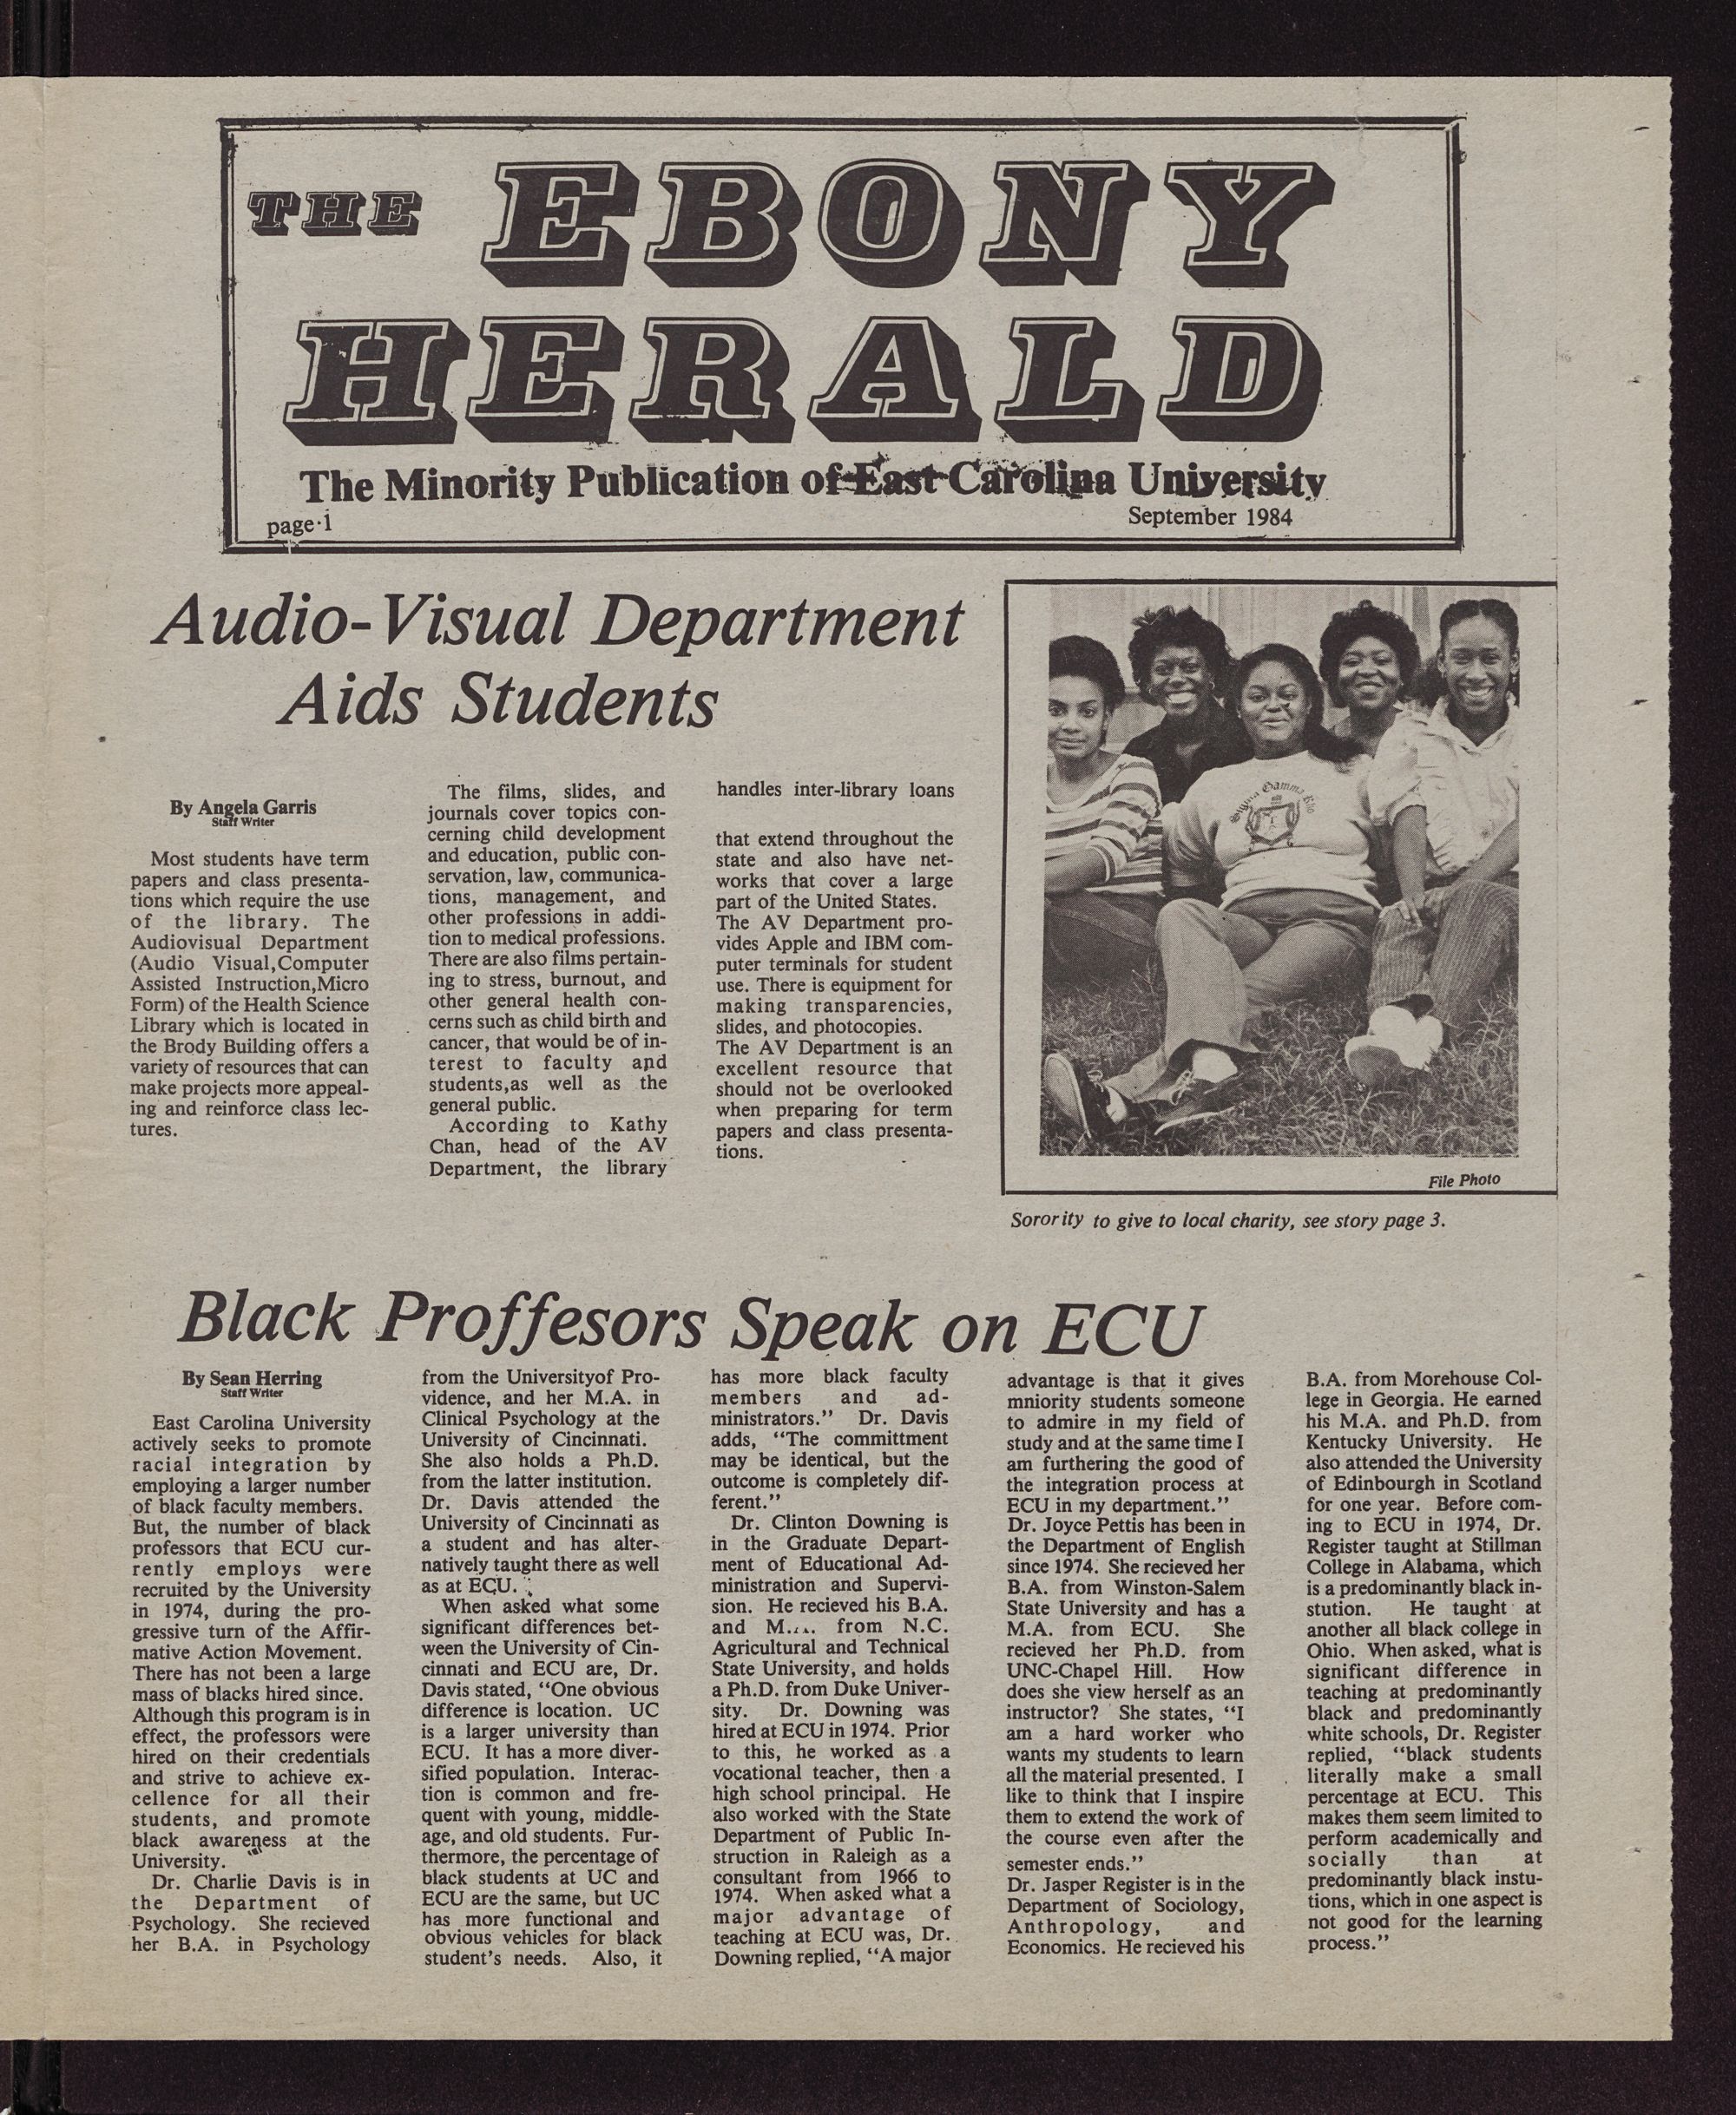 THE EBONY
HERALD
The Minority Publication of East Carolina University
page 1
September 1984
Audio-Visual Department
Aids Students
By Angela Garris
Staff Writer
Most students have term
papers and class presenta-
tions which require the use
of the library. The
Audiovisual Department
(Audio Visual,Computer
Assisted Instruction,Micro
Form) of the Health Science
Library which is located in
the Brody Building offers a
variety of resources that can
make projects more appeal-
ing and reinforce class lec-
tures.
The films, slides, and
journals cover topics con-
cerning child development
and education, public con-
servation, law, communica-
tions, management, and
other professions in addi-
tion to medical professions.
There are also films pertain-
ing to stress, burnout, and
other general health con-
cerns such as child birth and
cancer, that would be of in-
terest to faculty and
students,as well as the
general public.
According to Kathy
Chan, head of the AV
Department, the library
handles inter-library loans
that extend throughout the
state and also have net-
works that cover a large
part of the United States.
The AV Department pro-
vides Apple and IBM com-
puter terminals for student
use. There is equipment for
making transparencies,
slides, and photocopies.
The AV Department is an
excellent resource that
should not be overlooked
when preparing for term
papers and class presenta-
tions.
Sigma Gamma Rho
File Photo
Sorority to give to local charity, see story page 3.
Black Proffesors Speak on ECU
By Sean Herring
Staff Writer
East Carolina University
actively seeks to promote
racial integration by
employing a larger number
of black faculty members.
But, the number of black
professors that ECU cur-
rently employs were
recruited by the University
in 1974, during the pro-
gressive turn of the Affir-
mative Action Movement.
There has not been a large
mass of blacks hired since.
Although this program is in
effect, the professors were
hired on their credentials
and strive to achieve ex-
cellence for all their
students, and promote
black awareness at the
University.
Dr. Charlie Davis is in
the Department of
Psychology. She recieved
her B.A. in Psychology
from the Universityof Pro-
vidence, and her M.A. in
Clinical Psychology at the
University of Cincinnati.
She also holds a Ph.D.
from the latter institution.
Dr. Davis attended the
University of Cincinnati as
a student and has alter-
natively taught there as well
as at ECU.
When asked what some
significant differences bet-
ween the University of Cin-
cinnati and ECU are, Dr.
Davis stated, "One obvious
difference is location. UC
is a larger university than
ECU. It has a more diver-
sified population. Interac-
tion is common and fre-
quent with young, middle-
age, and old students. Fur-
thermore, the percentage of
black students at UC and
ECU are the same, but UC
has more functional and
obvious vehicles for black
student's needs. Also, it
has more black faculty
members and ad-
ministrators." Dr. Davis
adds, "The committment
may be identical, but the
outcome is completely dif-
ferent."
Dr. Clinton Downing is
in the Graduate Depart-
ment of Educational Ad-
ministration and Supervi-
sion. He recieved his B.A.
and from N.C.
Agricultural and Technical
State University, and holds
a Ph.D. from Duke Univer-
sity. Dr. Downing was
hired at ECU in 1974. Prior
to this, he worked as a
vocational teacher, then a
high school principal. He
also worked with the State
Department of Public In-
struction in Raleigh as a
consultant from 1966 to
1974. When asked what a
major advantage of
teaching at ECU was, Dr.
Downing replied, "A major
advantage is that it gives
mniority students someone
to admire in my field of
study and at the same time I
am furthering the good of
the integration process at
ECU in my department."
Dr. Joyce Pettis has been in
the Department of English
since 1974. She recieved her
B.A. from Winston-Salem
State University and has a
M.A. from ECU. She
recieved her Ph.D. from
UNC-Chapel Hill. How
does she view herself as an
instructor? She states, "I
am a hard worker who
wants my students to learn
all the material presented. I
like to think that I inspire
them to extend the work of
the course even after the
semester ends."
Dr. Jasper Register is in the
Department of Sociology,
Anthropology, and
Economics. He recieved his
B.A. from Morehouse Col-
lege in Georgia. He earned
his M.A. and Ph.D. from
Kentucky University. He
also attended the University
of Edinbourgh in Scotland
for one year. Before com-
ing to ECU in 1974, Dr.
Register taught at Stillman
College in Alabama, which
is a predominantly black in-
stution. He taught at
another all black college in
Ohio. When asked, what is
significant difference in
teaching at predominantly
black and predominantly
white schools, Dr. Register
replied, "black students
literally make a small
percentage at ECU. This
makes them seem limited to
perform academically and
socially than at
predominantly black instu-
tions, which in one aspect is
not good for the learning
process."